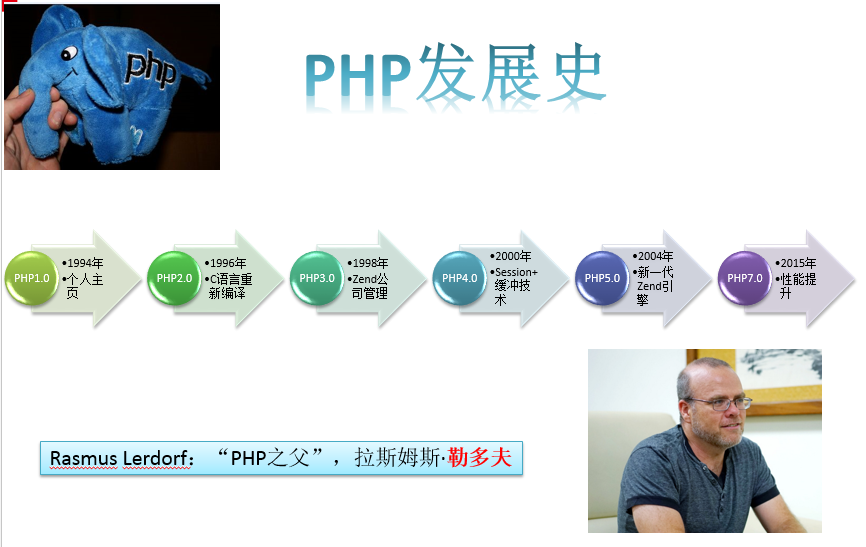 php
PHP发展史
PHP1.0
•1994年
•个人主
页
PHP2.0
•1996年
•C语言重
新编译
PHP3.0
•1998年
•Zend公
司管理
PHP4.0
•2000年
•Session+
缓冲技
术
PHP5.0
•2004年
•新一代
Zend引
擎
PHP7.0
•2015年
•性能提
升
Rasmus Lerdorf：“PHP之父”，拉斯姆斯·勒多夫